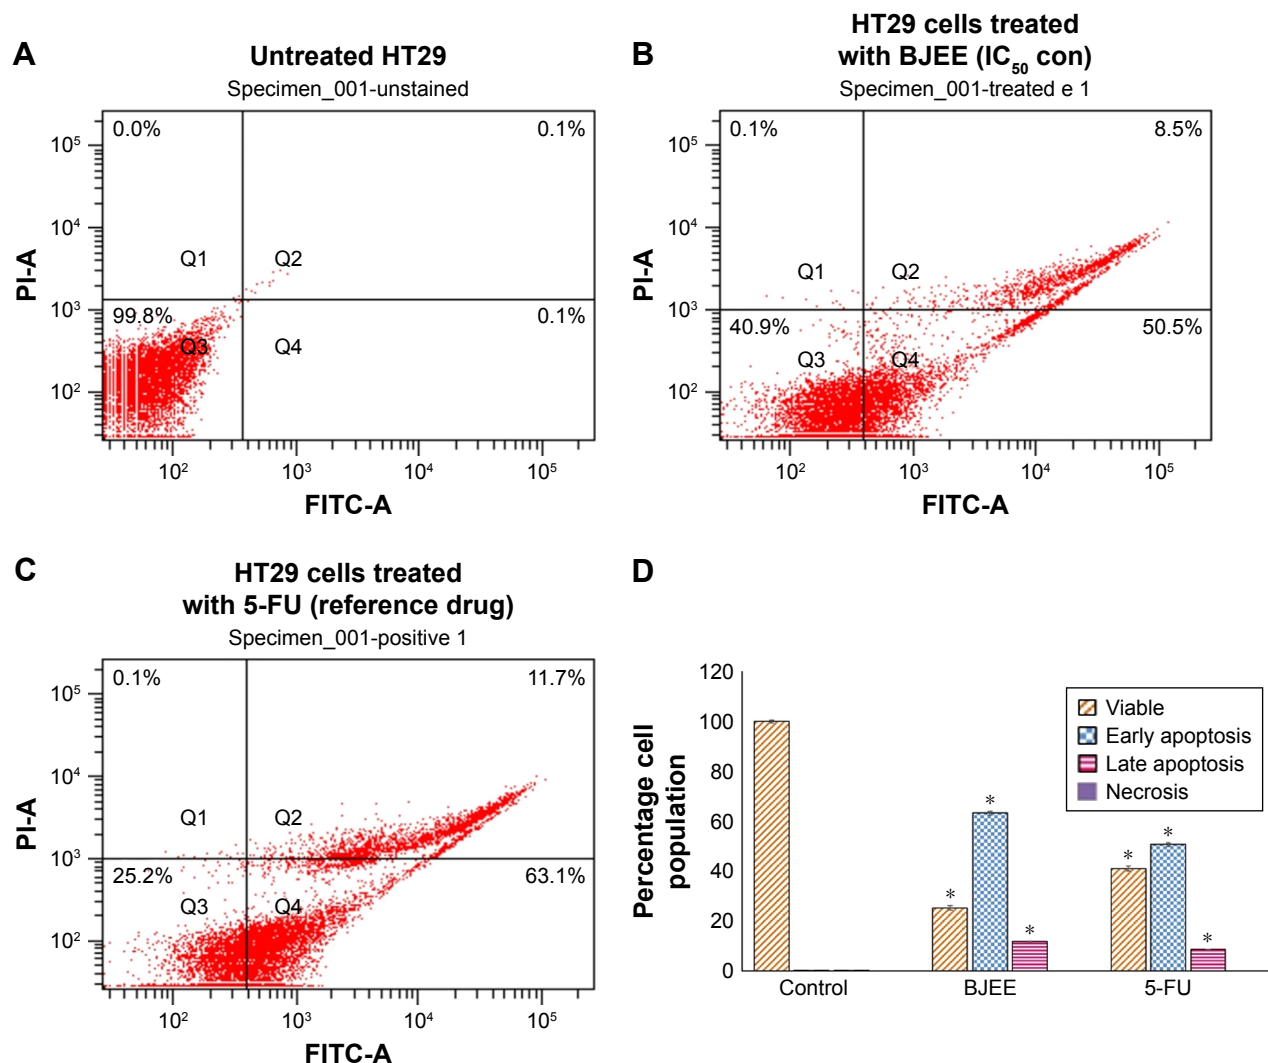 A
Untreated HT29
Specimen_001-unstained
0.0%
0.1%
Q1
Q2
99.8%
0.1%
Q3
Q4
10⁵
10⁴
10³
10²
PI-A
10²
10³
10⁴
10⁵
FITC-A
B
HT29 cells treated
with BJEE (IC₅₀ con)
Specimen_001-treated e 1
0.1%
8.5%
Q1
Q2
40.9%
50.5%
Q3
Q4
10⁵
10⁴
10³
10²
PI-A
10²
10³
10⁴
10⁵
FITC-A
C
HT29 cells treated
with 5-FU (reference drug)
Specimen_001-positive 1
0.1%
11.7%
Q1
Q2
25.2%
63.1%
Q3
Q4
10⁵
10⁴
10³
10²
PI-A
10²
10³
10⁴
10⁵
FITC-A
D
Percentage cell
population
120
100
80
60
40
20
0
Viable
Early apoptosis
Late apoptosis
Necrosis
*
*
*
*
*
*
Control
BJEE
5-FU